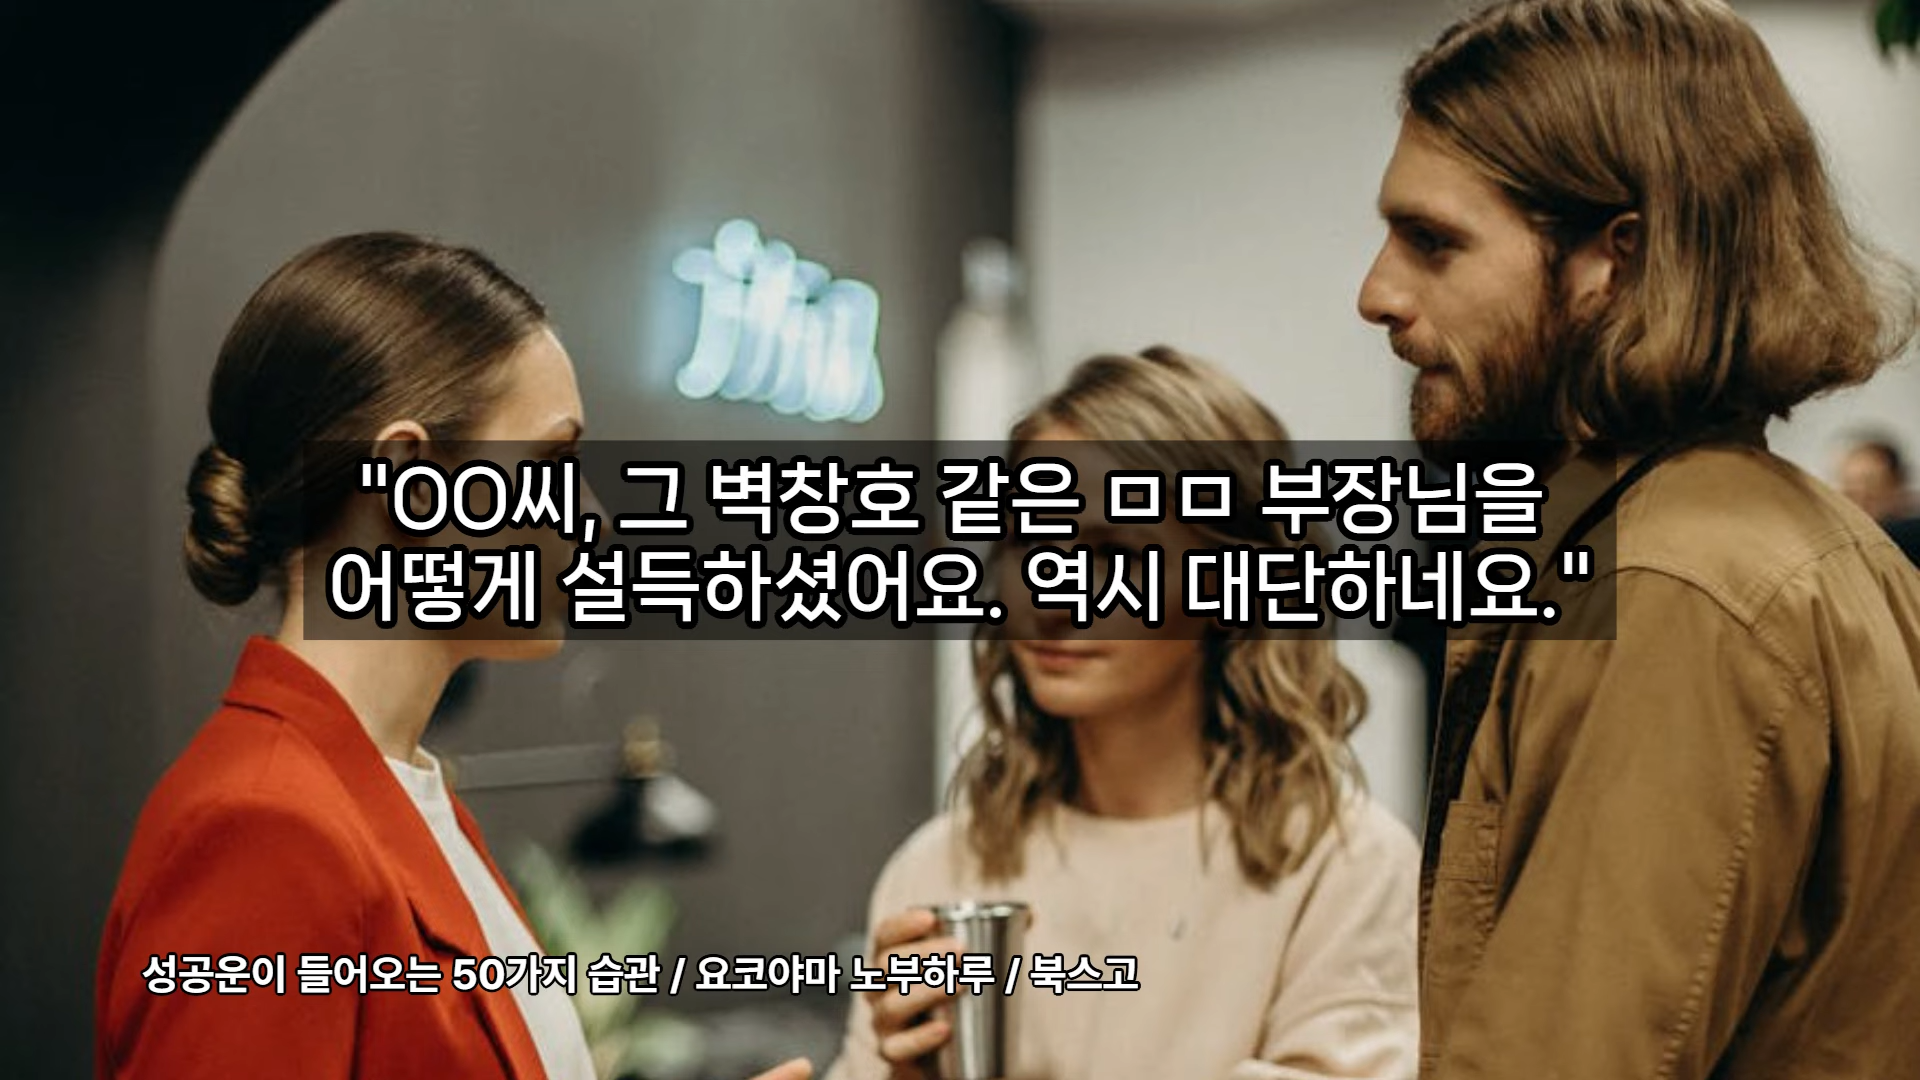 "OO씨, 그 벽창호 같은 ㅁㅁ 부장님을
어떻게 설득하셨어요. 역시 대단하네요."
성공운이 들어오는 50가지 습관 / 요코야마 노부하루 / 북스고